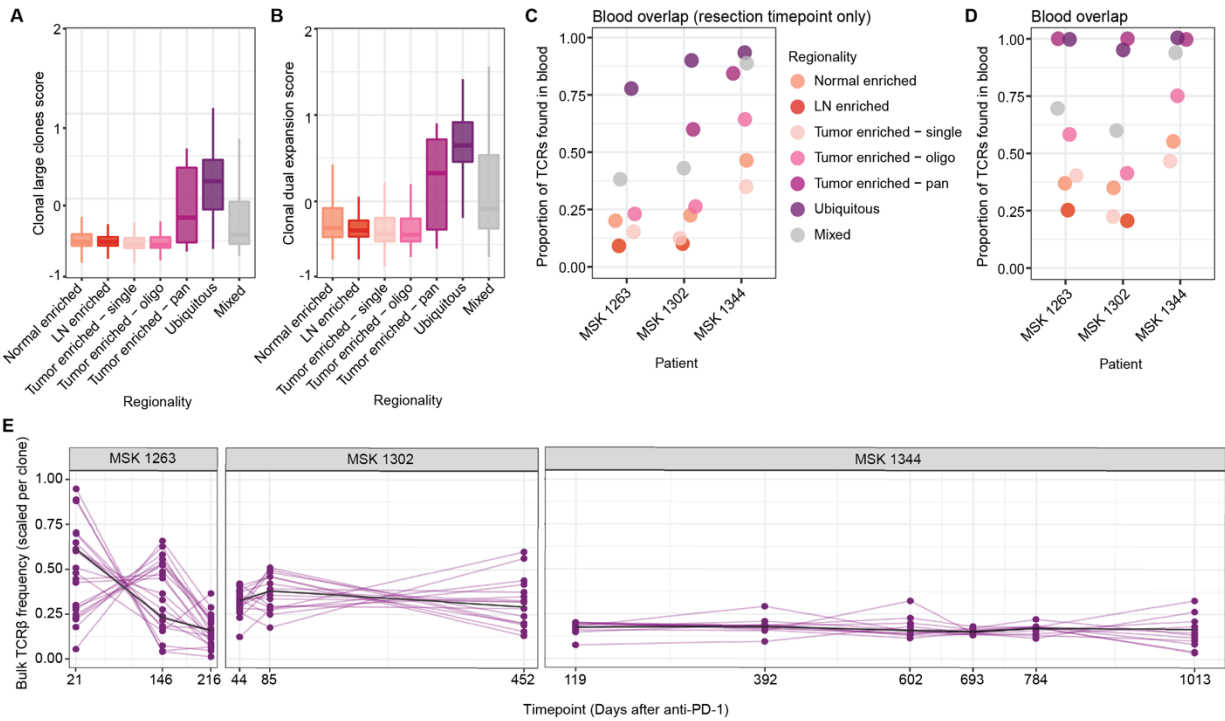 A
Clonal large clones score
2
1
-0
-1
Normal enriched
LN enriched
Tumor enriched – single
Tumor enriched – oligo
Tumor enriched – pan
Ubiquitous
Mixed
Regionality
B
Clonal dual expansion score
2
1
-0
-1
Normal enriched
LN enriched
Tumor enriched – single
Tumor enriched – oligo
Tumor enriched – pan
Ubiquitous
Mixed
Regionality
C
Blood overlap (resection timepoint only)
Proportion of TCRs found in blood
1.00
0.75
0.50
0.25
0.00
MSK 1263
MSK 1302
MSK 1344
Patient
Regionality
Normal enriched
LN enriched
Tumor enriched – single
Tumor enriched – oligo
Tumor enriched – pan
Ubiquitous
Mixed
D
Blood overlap
Proportion of TCRs found in blood
1.00
0.75
0.50
0.25
0.00
MSK 1263
MSK 1302
MSK 1344
Patient
E
Bulk TCRβ frequency (scaled per clone)
1.00
0.75
0.50
0.25
0.00
MSK 1263
21 146 216
MSK 1302
44 85 452
MSK 1344
119 392 602 693 784 1013
Timepoint (Days after anti-PD-1)